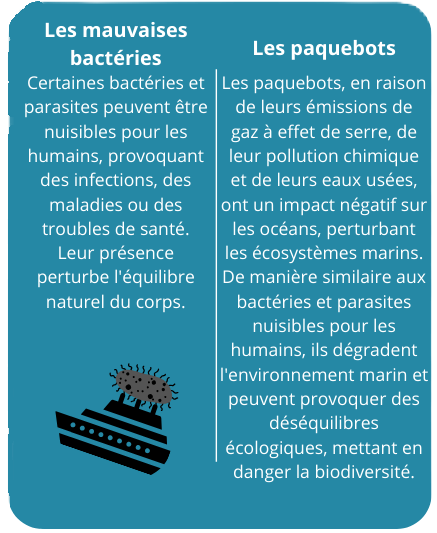 Les mauvaises
bactéries
Certaines bactéries et
parasites peuvent être
nuisibles pour les
humains, provoquant
des infections, des
maladies ou des
troubles de santé.
Leur présence
perturbe l'équilibre
naturel du corps.
Les paquebots
Les paquebots, en raison
de leurs émissions de
gaz à effet de serre, de
leur pollution chimique
et de leurs eaux usées,
ont un impact négatif sur
les océans, perturbant
les écosystèmes marins.
De manière similaire aux
bactéries et parasites
nuisibles pour les
humains, ils dégradent
l'environnement marin et
peuvent provoquer des
déséquilibres
écologiques, mettant en
danger la biodiversité.